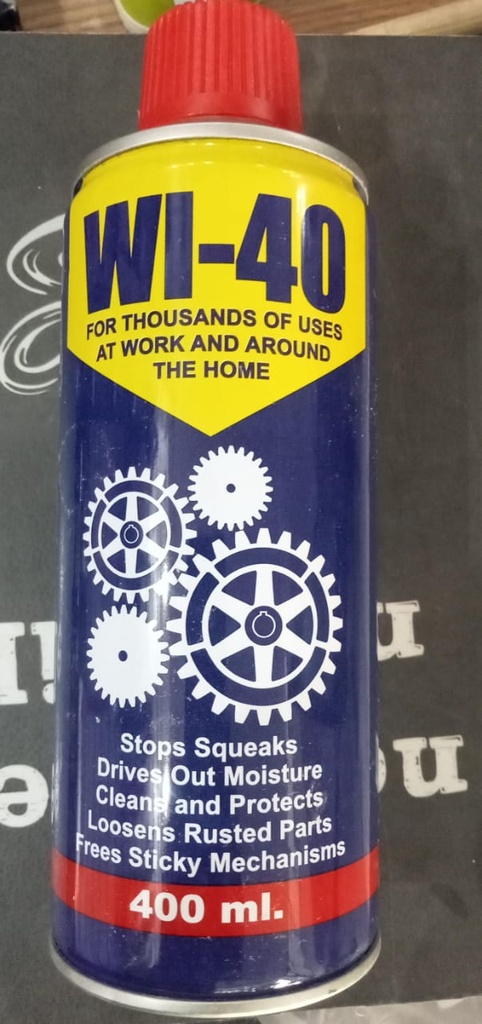 WI-40
FOR THOUSANDS OF USES
AT WORK AND AROUND
THE HOME
Stops Squeaks
Drives Out Moisture
Cleans and Protects
Loosens Rusted Parts
Frees Sticky Mechanisms
400 ml.